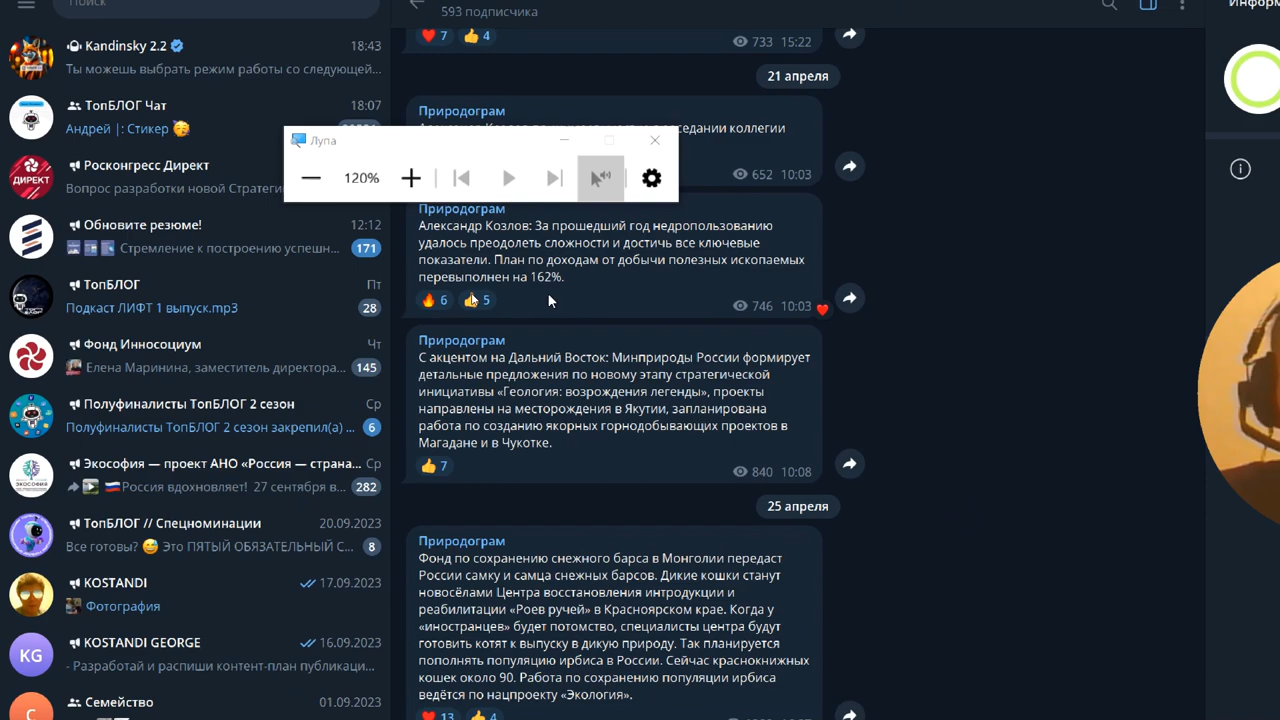 Поиск
Kandinsky 2.2
18:43
Ты можешь выбрать режим работы со следующей...
ТопБЛОГ Чат
18:07
Андрей |: Стикер 🥳
Росконгресс Директ
Вопрос разработки новой Стратеги
Обновите резюме!
12:12
Стремление к построению успешн...
171
ТопБЛОГ
Пт
Подкаст ЛИФТ 1 выпуск.mp3
28
Фонд Инносоциум
Чт
Елена Маринина, заместитель директора...
145
Полуфиналисты ТопБЛОГ 2 сезон
Ср
Полуфиналисты ТопБЛОГ 2 сезон закрепил(а) ...
6
Экософия — проект АНО «Россия — страна...
Ср
Россия вдохновляет! 27 сентября в...
282
ТопБЛОГ // Спецноминации
20.09.2023
Все готовы? 😅 Это ПЯТЫЙ ОБЯЗАТЕЛЬНЫЙ С...
8
KOSTANDI
17.09.2023
Фотография
KG
KOSTANDI GEORGE
16.09.2023
- Разработай и распиши контент-план публикаци...
С
Семейство
01.09.2023
593 подписчика
❤️ 7 👍 4
733 15:22
21 апреля
Природограм
седании коллегии
652 10:03
Лупа
120%
Природограм
Александр Козлов: За прошедший год недропользованию
удалось преодолеть сложности и достичь все ключевые
показатели. План по доходам от добычи полезных ископаемых
перевыполнен на 162%.
🔥 6 👍 5
746 10:03
Природограм
С акцентом на Дальний Восток: Минприроды России формирует
детальные предложения по новому этапу стратегической
инициативы «Геология: возрождения легенды», проекты
направлены на месторождения в Якутии, запланирована
работа по созданию якорных горнодобывающих проектов в
Магадане и в Чукотке.
👍 7
840 10:08
25 апреля
Природограм
Фонд по сохранению снежного барса в Монголии передаст
России самку и самца снежных барсов. Дикие кошки станут
новосёлами Центра восстановления интродукции и
реабилитации «Роев ручей» в Красноярском крае. Когда у
«иностранцев» будет потомство, специалисты центра будут
готовить котят к выпуску в дикую природу. Так планируется
пополнять популяцию ирбиса в России. Сейчас краснокнижных
кошек около 90. Работа по сохранению популяции ирбиса
ведётся по нацпроекту «Экология».
❤️ 13 👍 4
Информ